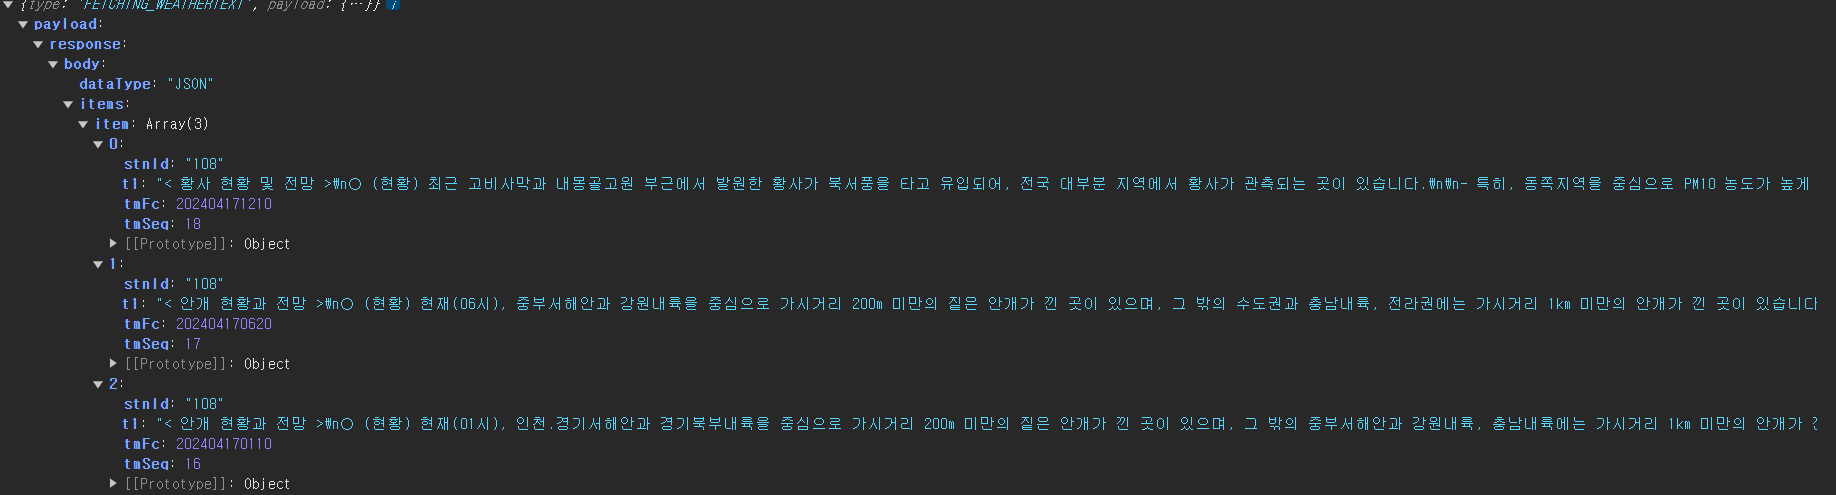 {type: 'FETCHING_WEATHERTEXT', payload: {…}} i
payload:
response:
body:
dataType: "JSON"
items:
item: Array(3)
0:
stnId: "108"
t1: "< 황사 현황 및 전망 >₩n○ (현황) 최근 고비사막과 내몽골고원 부근에서 발원한 황사가 북서풍을 타고 유입되어, 전국 대부분 지역에서 황사가 관측되는 곳이 있습니다.₩n₩n- 특히, 동쪽지역을 중심으로 PM10 농도가 높게
tmFc: 202404171210
tmSeq: 18
[[Prototype]]: Object
1:
stnId: "108"
t1: "< 안개 현황과 전망 >₩n○ (현황) 현재(06시), 중부서해안과 강원내륙을 중심으로 가시거리 200m 미만의 짙은 안개가 낀 곳이 있으며, 그 밖의 수도권과 충남내륙, 전라권에는 가시거리 1km 미만의 안개가 낀 곳이 있습니다
tmFc: 202404170620
tmSeq: 17
[[Prototype]]: Object
2:
stnId: "108"
t1: "< 안개 현황과 전망 >₩n○ (현황) 현재(01시), 인천.경기서해안과 경기북부내륙을 중심으로 가시거리 200m 미만의 짙은 안개가 낀 곳이 있으며, 그 밖의 중부서해안과 강원내륙, 충남내륙에는 가시거리 1km 미만의 안개가
tmFc: 202404170110
tmSeq: 16
[[Prototype]]: Object